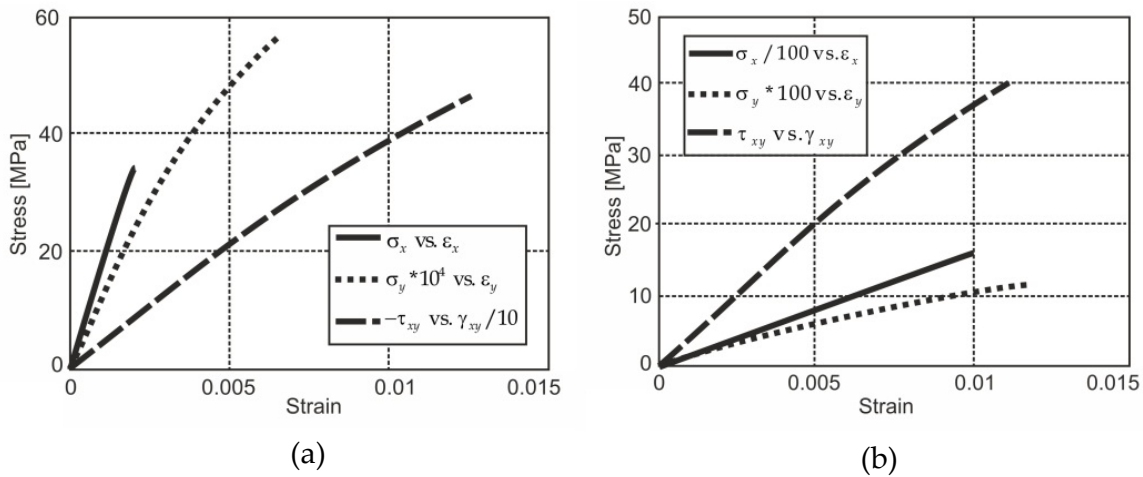 60
40
20
0
Stress [MPa]
0
0.005
0.01
0.015
Strain
σx vs. εx
σy *10⁴ vs. εy
−τxy vs. γxy /10
(a)
50
40
30
20
10
0
Stress [MPa]
0
0.005
0.01
0.015
Strain
σx / 100 vs.εx
σy * 100 vs.εy
τxy vs. γxy
(b)